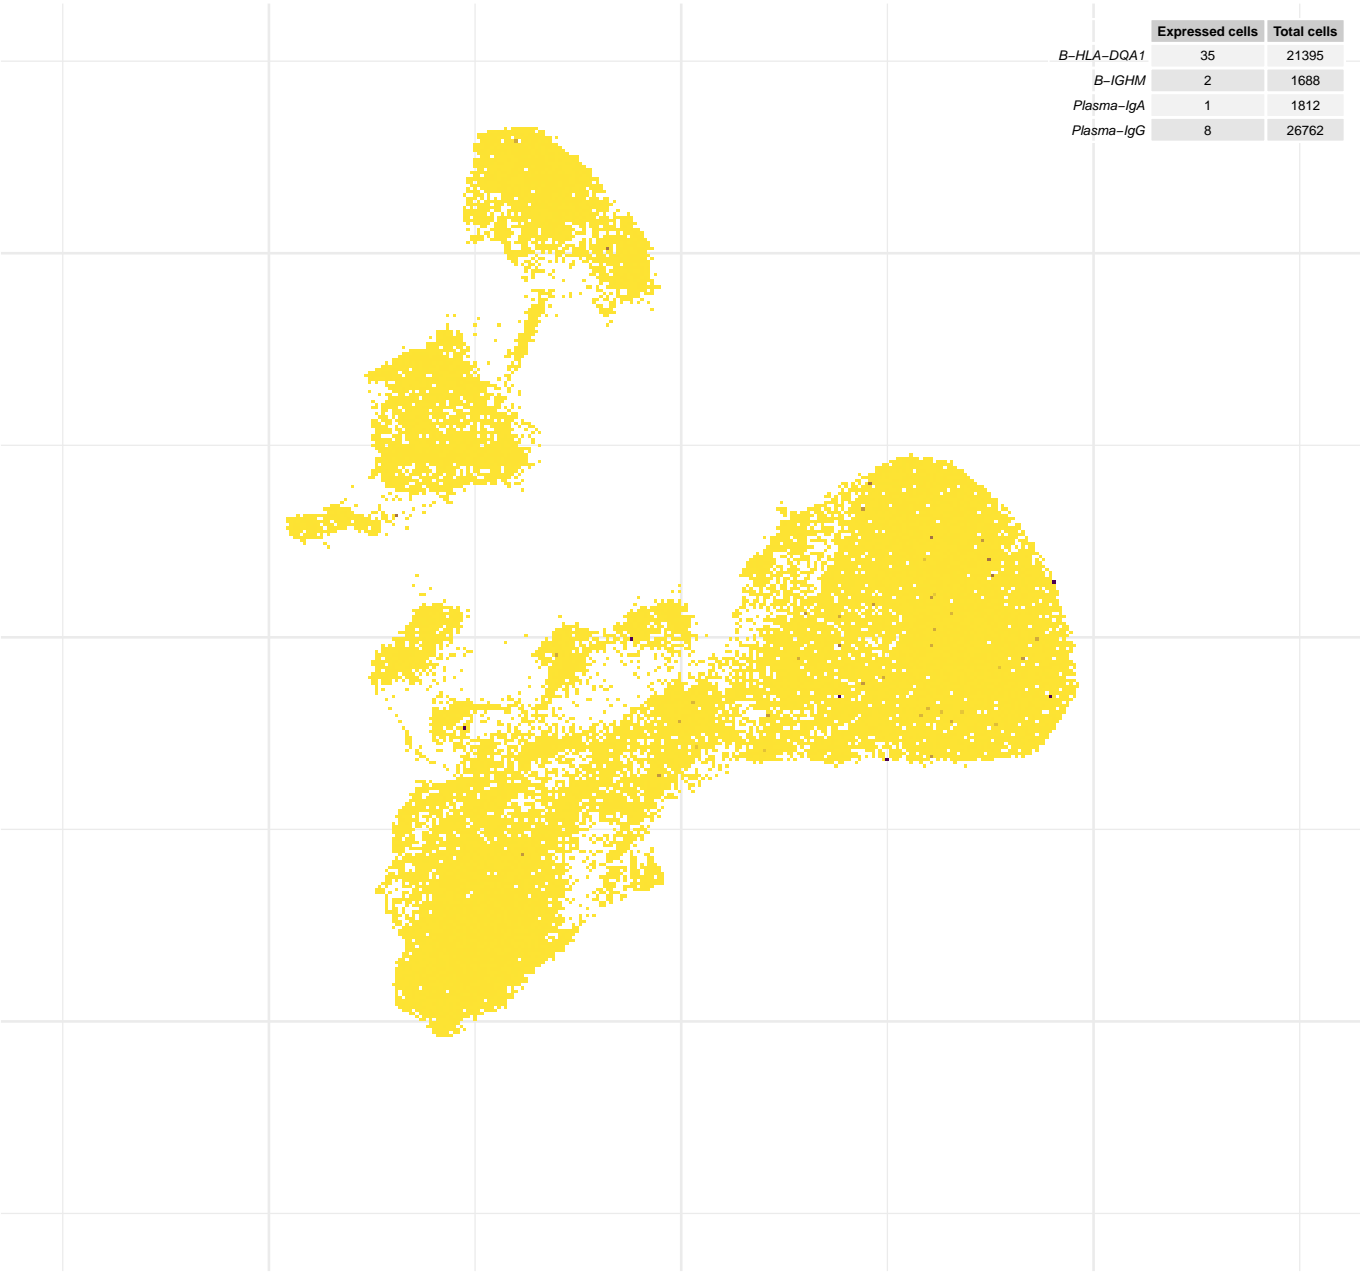 Expressed cells Total cells
B−HLA−DQA1 35 21395
B−IGHM 2 1688
Plasma−IgA 1 1812
Plasma−IgG 8 26762